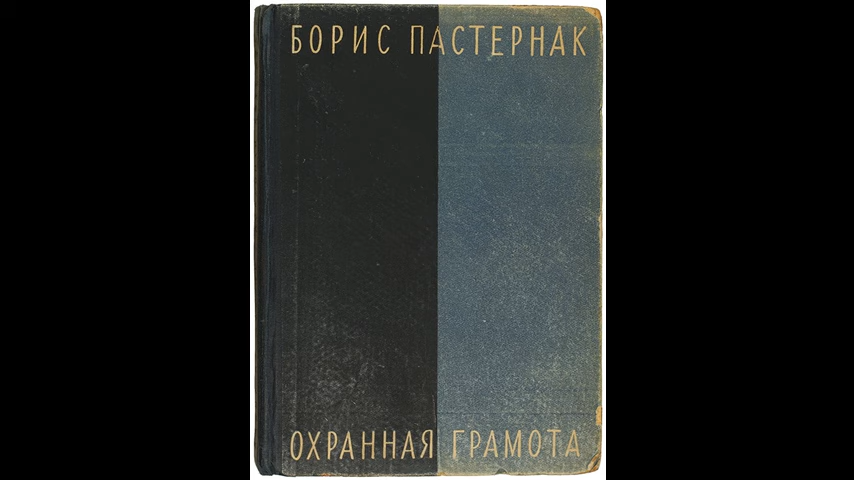 БОРИС ПАСТЕРНАК
ОХРАННАЯ ГРАМОТА